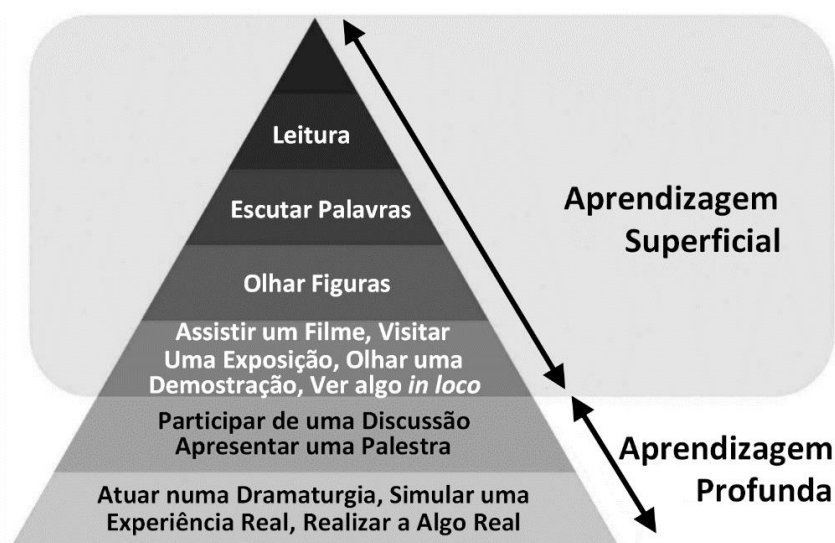 Leitura
Escutar Palavras
Olhar Figuras
Assistir um Filme, Visitar
Uma Exposição, Olhar uma
Demostração, Ver algo in loco
Participar de uma Discussão
Apresentar uma Palestra
Atuar numa Dramaturgia, Simular uma
Experiência Real, Realizar a Algo Real
Aprendizagem
Superficial
Aprendizagem
Profunda